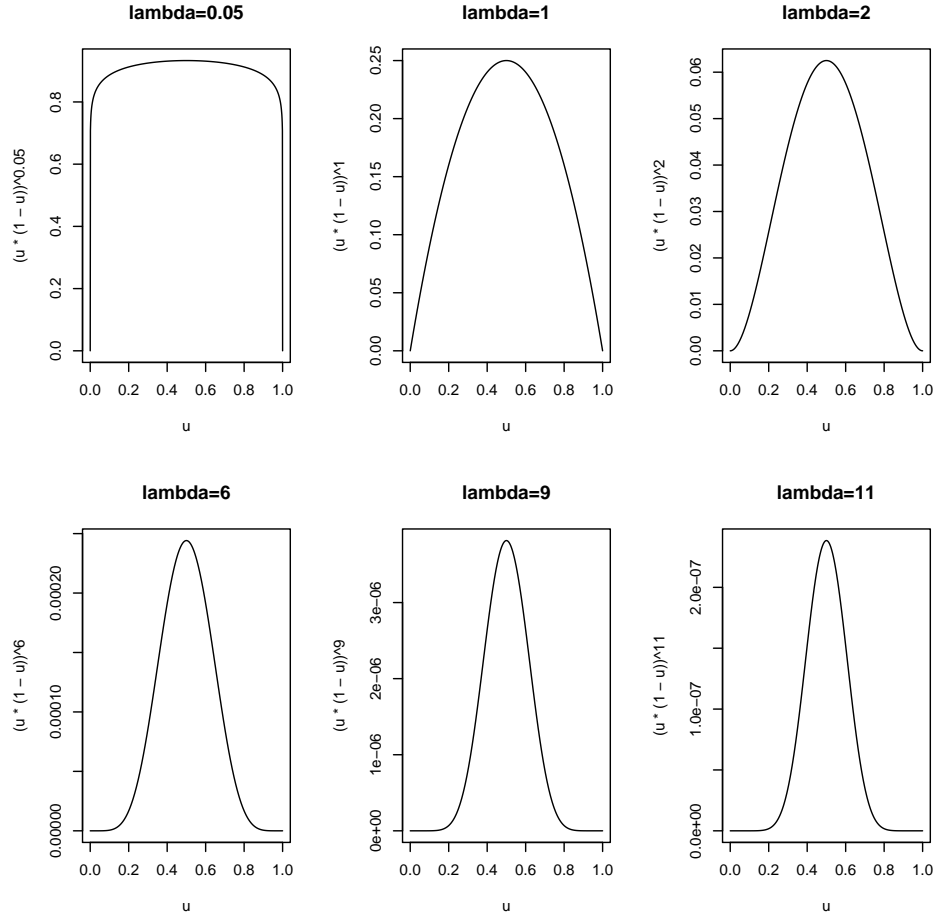 lambda=0.05
(u * (1 − u))^0.05
0.0 0.2 0.4 0.6 0.8
0.0 0.2 0.4 0.6 0.8 1.0
u
lambda=1
(u * (1 − u))^1
0.00 0.05 0.10 0.15 0.20 0.25
0.0 0.2 0.4 0.6 0.8 1.0
u
lambda=2
(u * (1 − u))^2
0.00 0.01 0.02 0.03 0.04 0.05 0.06
0.0 0.2 0.4 0.6 0.8 1.0
u
lambda=6
(u * (1 − u))^6
0.00000 0.00010 0.00020
0.0 0.2 0.4 0.6 0.8 1.0
u
lambda=9
(u * (1 − u))^9
0e+00 1e−06 2e−06 3e−06
0.0 0.2 0.4 0.6 0.8 1.0
u
lambda=11
(u * (1 − u))^11
0.0e+00 1.0e−07 2.0e−07
0.0 0.2 0.4 0.6 0.8 1.0
u